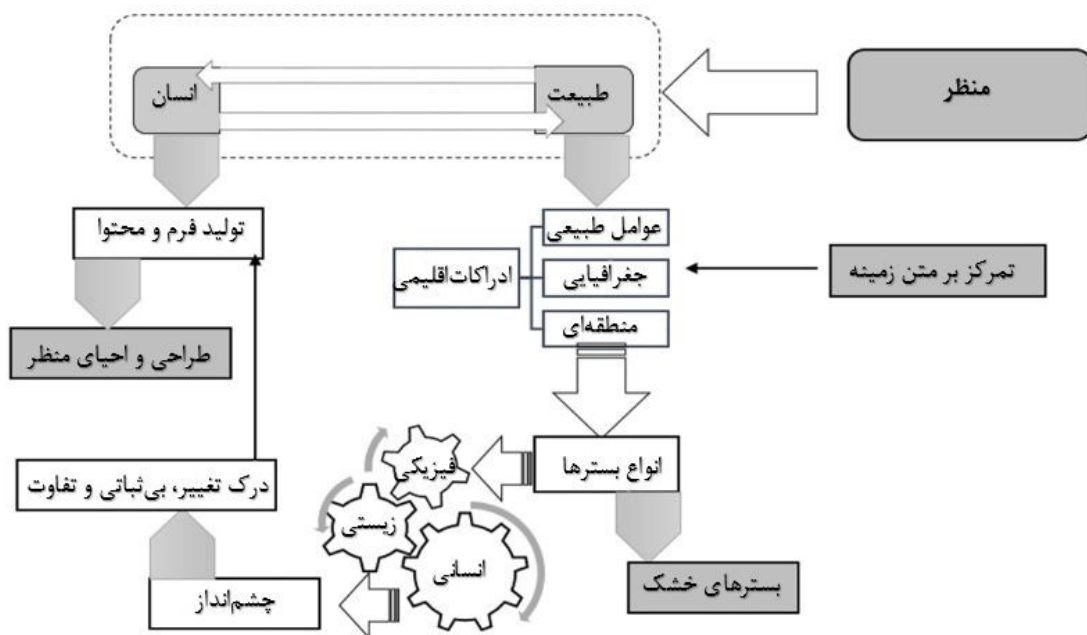 منظر
طبیعت
انسان
تولید فرم و محتوا
عوامل طبیعی
جغرافیایی
ادراکات‌اقلیمی
تمرکز بر متن زمینه
منطقه‌ای
طراحی و احیای منظر
انواع بسترها
فیزیکی
درک تغییر، بی‌ثباتی و تفاوت
زیستی
انسانی
بسترهای خشک
چشم‌انداز